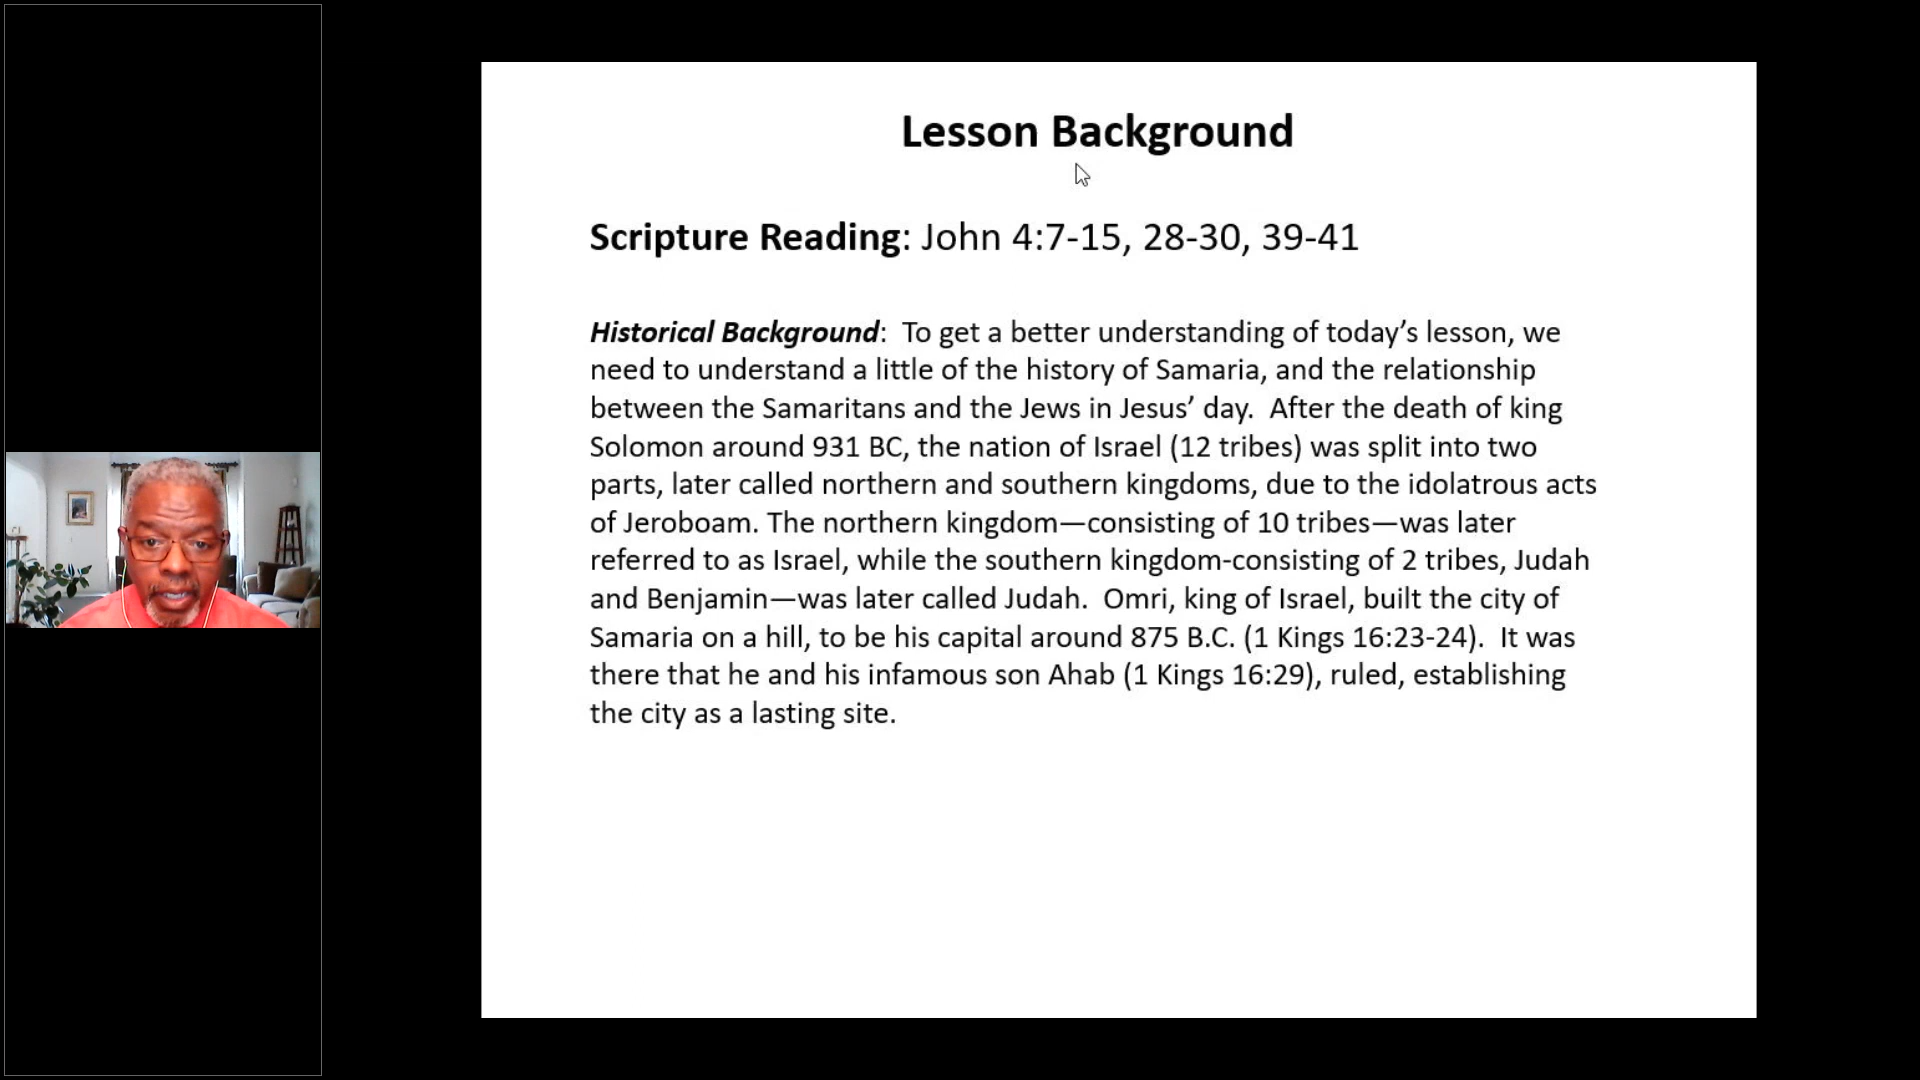 Lesson Background
Scripture Reading: John 4:7-15, 28-30, 39-41
Historical Background:  To get a better understanding of today’s lesson, we
need to understand a little of the history of Samaria, and the relationship
between the Samaritans and the Jews in Jesus’ day.  After the death of king
Solomon around 931 BC, the nation of Israel (12 tribes) was split into two
parts, later called northern and southern kingdoms, due to the idolatrous acts
of Jeroboam. The northern kingdom—consisting of 10 tribes—was later
referred to as Israel, while the southern kingdom-consisting of 2 tribes, Judah
and Benjamin—was later called Judah.  Omri, king of Israel, built the city of
Samaria on a hill, to be his capital around 875 B.C. (1 Kings 16:23-24).  It was
there that he and his infamous son Ahab (1 Kings 16:29), ruled, establishing
the city as a lasting site.